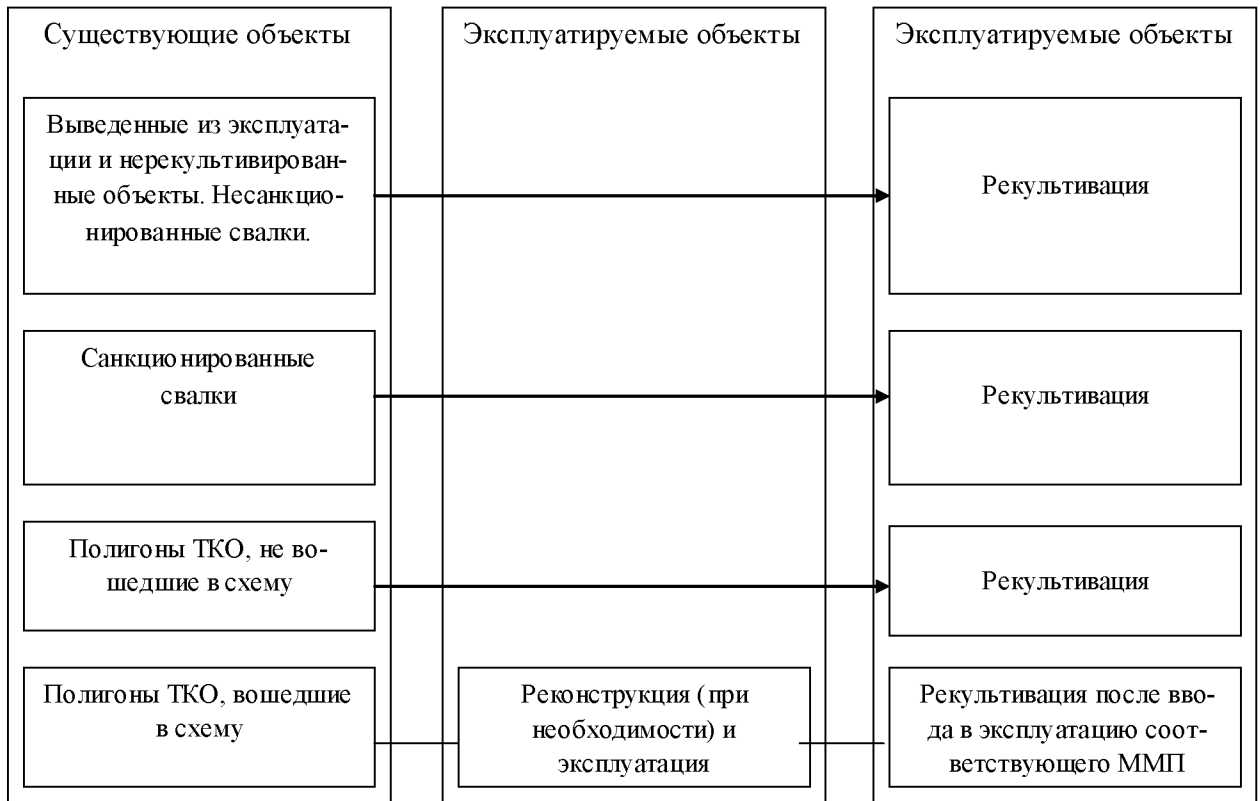 Существующие объекты
Эксплуатируемые объекты
Эксплуатируемые объекты
Выведенные из эксплуата-
ции и нерекультивирован-
ные объекты. Несанкцио-
нированные свалки.
Рекультивация
Санкционированные
свалки
Рекультивация
Полигоны ТКО, не во-
шедшие в схему
Рекультивация
Полигоны ТКО, вошедшие
в схему
Реконструкция (при
необходимости) и
эксплуатация
Рекультивация после вво-
да в эксплуатацию соот-
ветствующего ММП